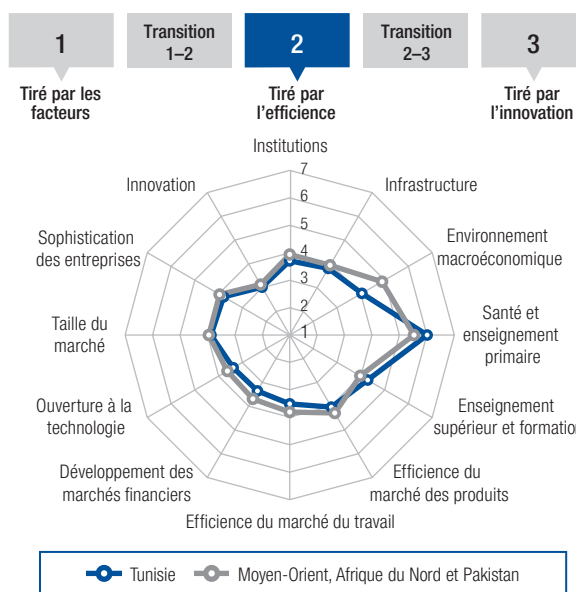 1
Transition
1–2
2
Transition
2–3
3
Tiré par les
facteurs
Tiré par
l'efficience
Tiré par
l'innovation
Institutions
7
6
5
4
3
2
1
Infrastructure
Environnement
macroéconomique
Santé et
enseignement
primaire
Enseignement
supérieur et formation
Efficience du
marché des produits
Efficience du marché du travail
Développement des
marchés financiers
Ouverture à la
technologie
Taille du
marché
Sophistication
des entreprises
Innovation
Tunisie
Moyen-Orient, Afrique du Nord et Pakistan